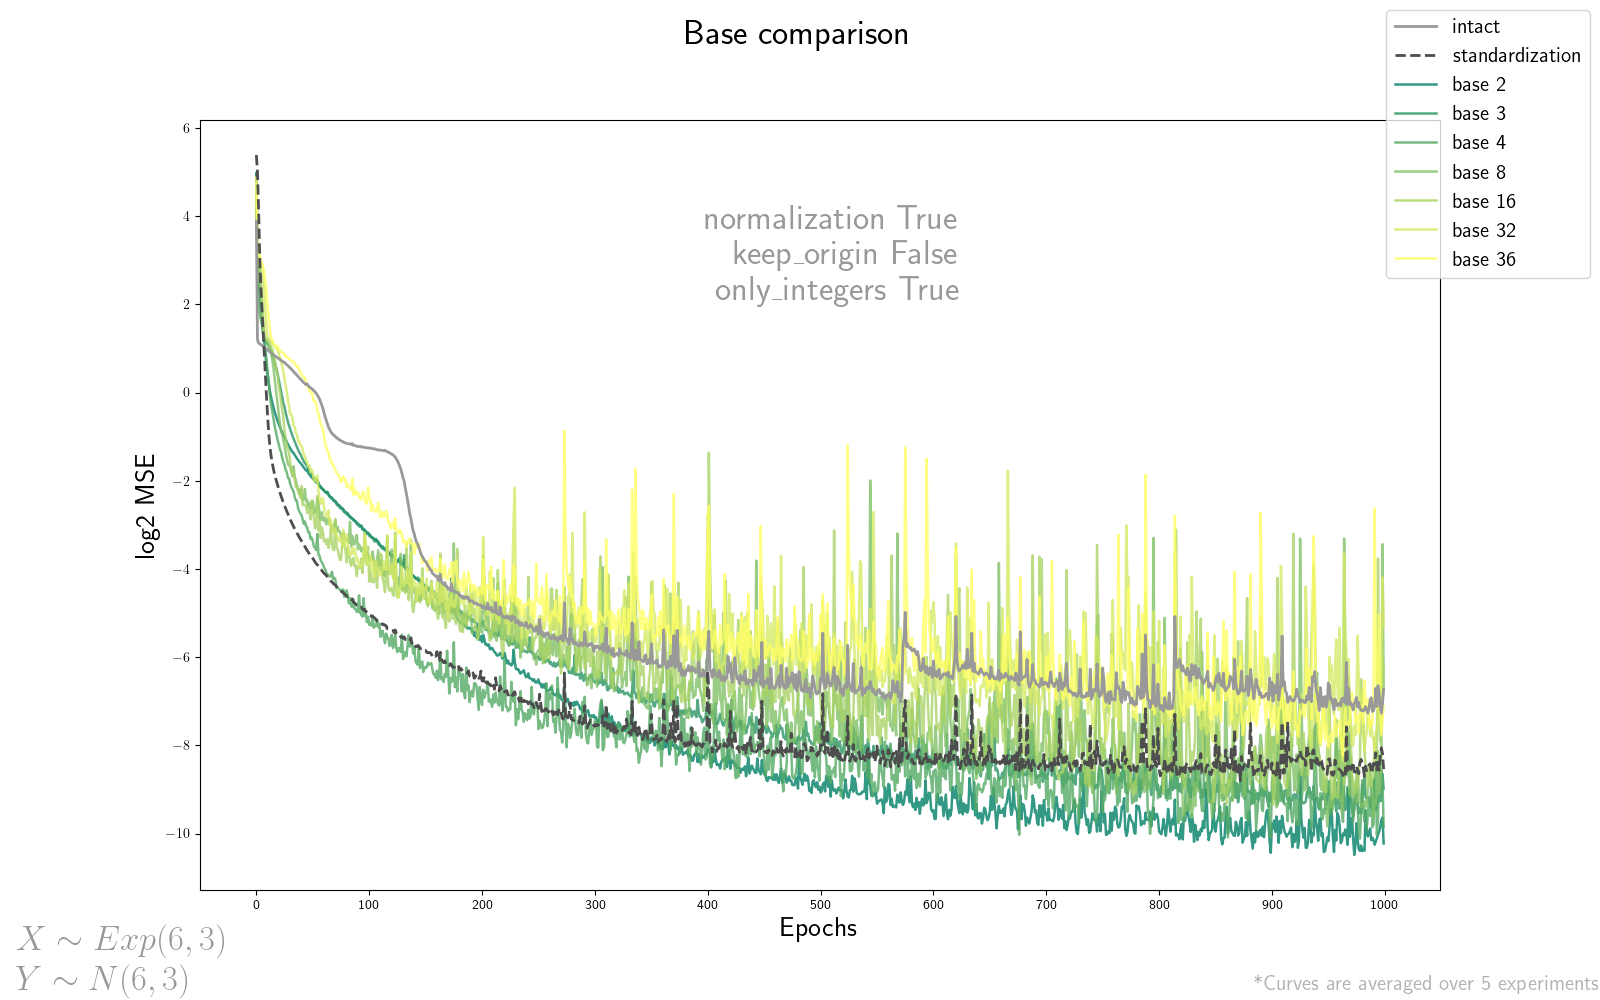 Base comparison
intact
standardization
base 2
base 3
base 4
base 8
base 16
base 32
base 36
normalization True
keep_origin False
only_integers True
log2 MSE
6
4
2
0
−2
−4
−6
−8
−10
0 100 200 300 400 500 600 700 800 900 1000
Epochs
X ∼ Exp(6, 3)
Y ∼ N(6, 3)
*Curves are averaged over 5 experiments